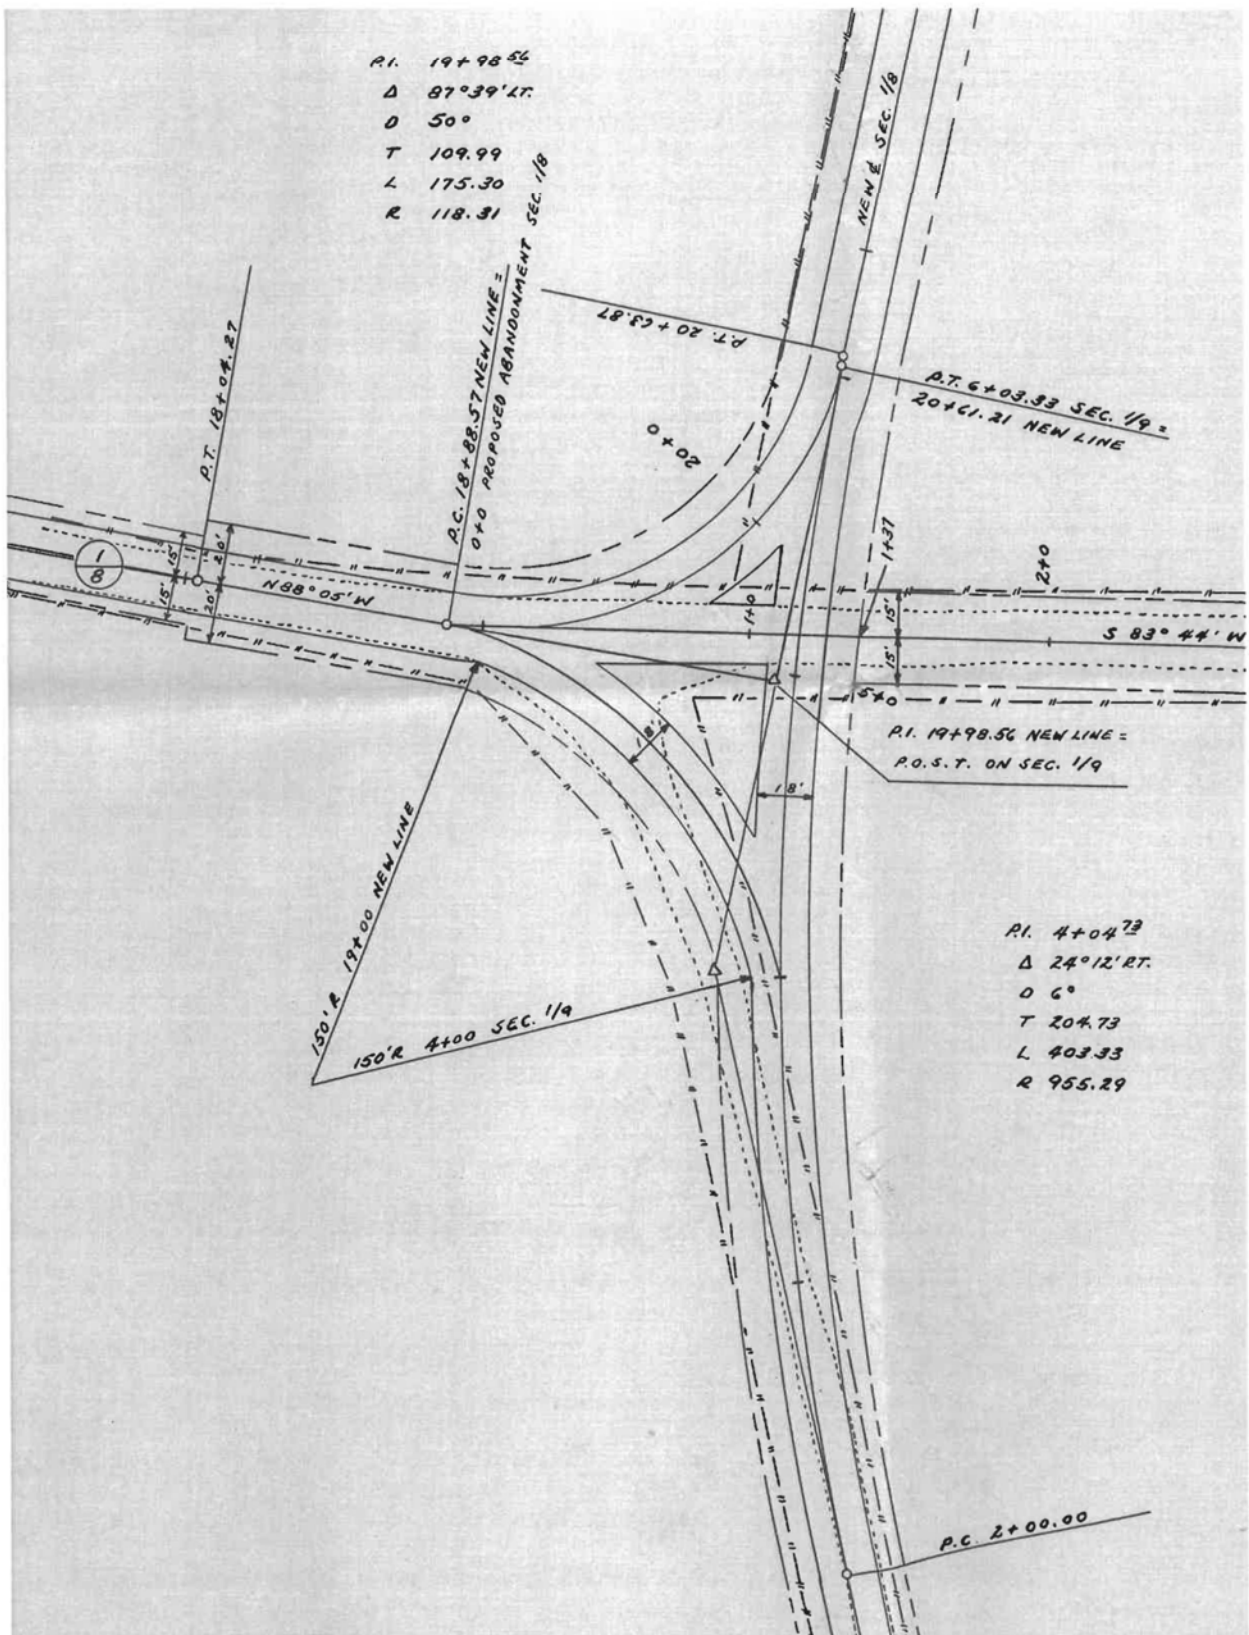 P.I. 19+98 56
Δ 87°39' LT.
D 50°
T 109.99
L 175.30
R 118.31
NEW ℄ SEC. 1/8
P.T. 18+04.27
P.C. 18+88.57 NEW LINE =
0+0 PROPOSED ABANDONMENT SEC. 1/8
P.T. 20+63.87
P.T. 6+03.33 SEC. 1/9 =
20+61.21 NEW LINE
20+0
1
8
15'
20'
15'
20'
N 88° 05' W
1+0
1+37
15'
15'
2+0
S 83° 44' W
5+0
P.I. 19+98.56 NEW LINE =
P.O.S.T. ON SEC. 1/9
18'
18'
150' R 19+00 NEW LINE
150' R 4+00 SEC. 1/9
P.I. 4+04 73
Δ 24°12' RT.
D 6°
T 204.73
L 403.33
R 955.29
P.C. 2+00.00